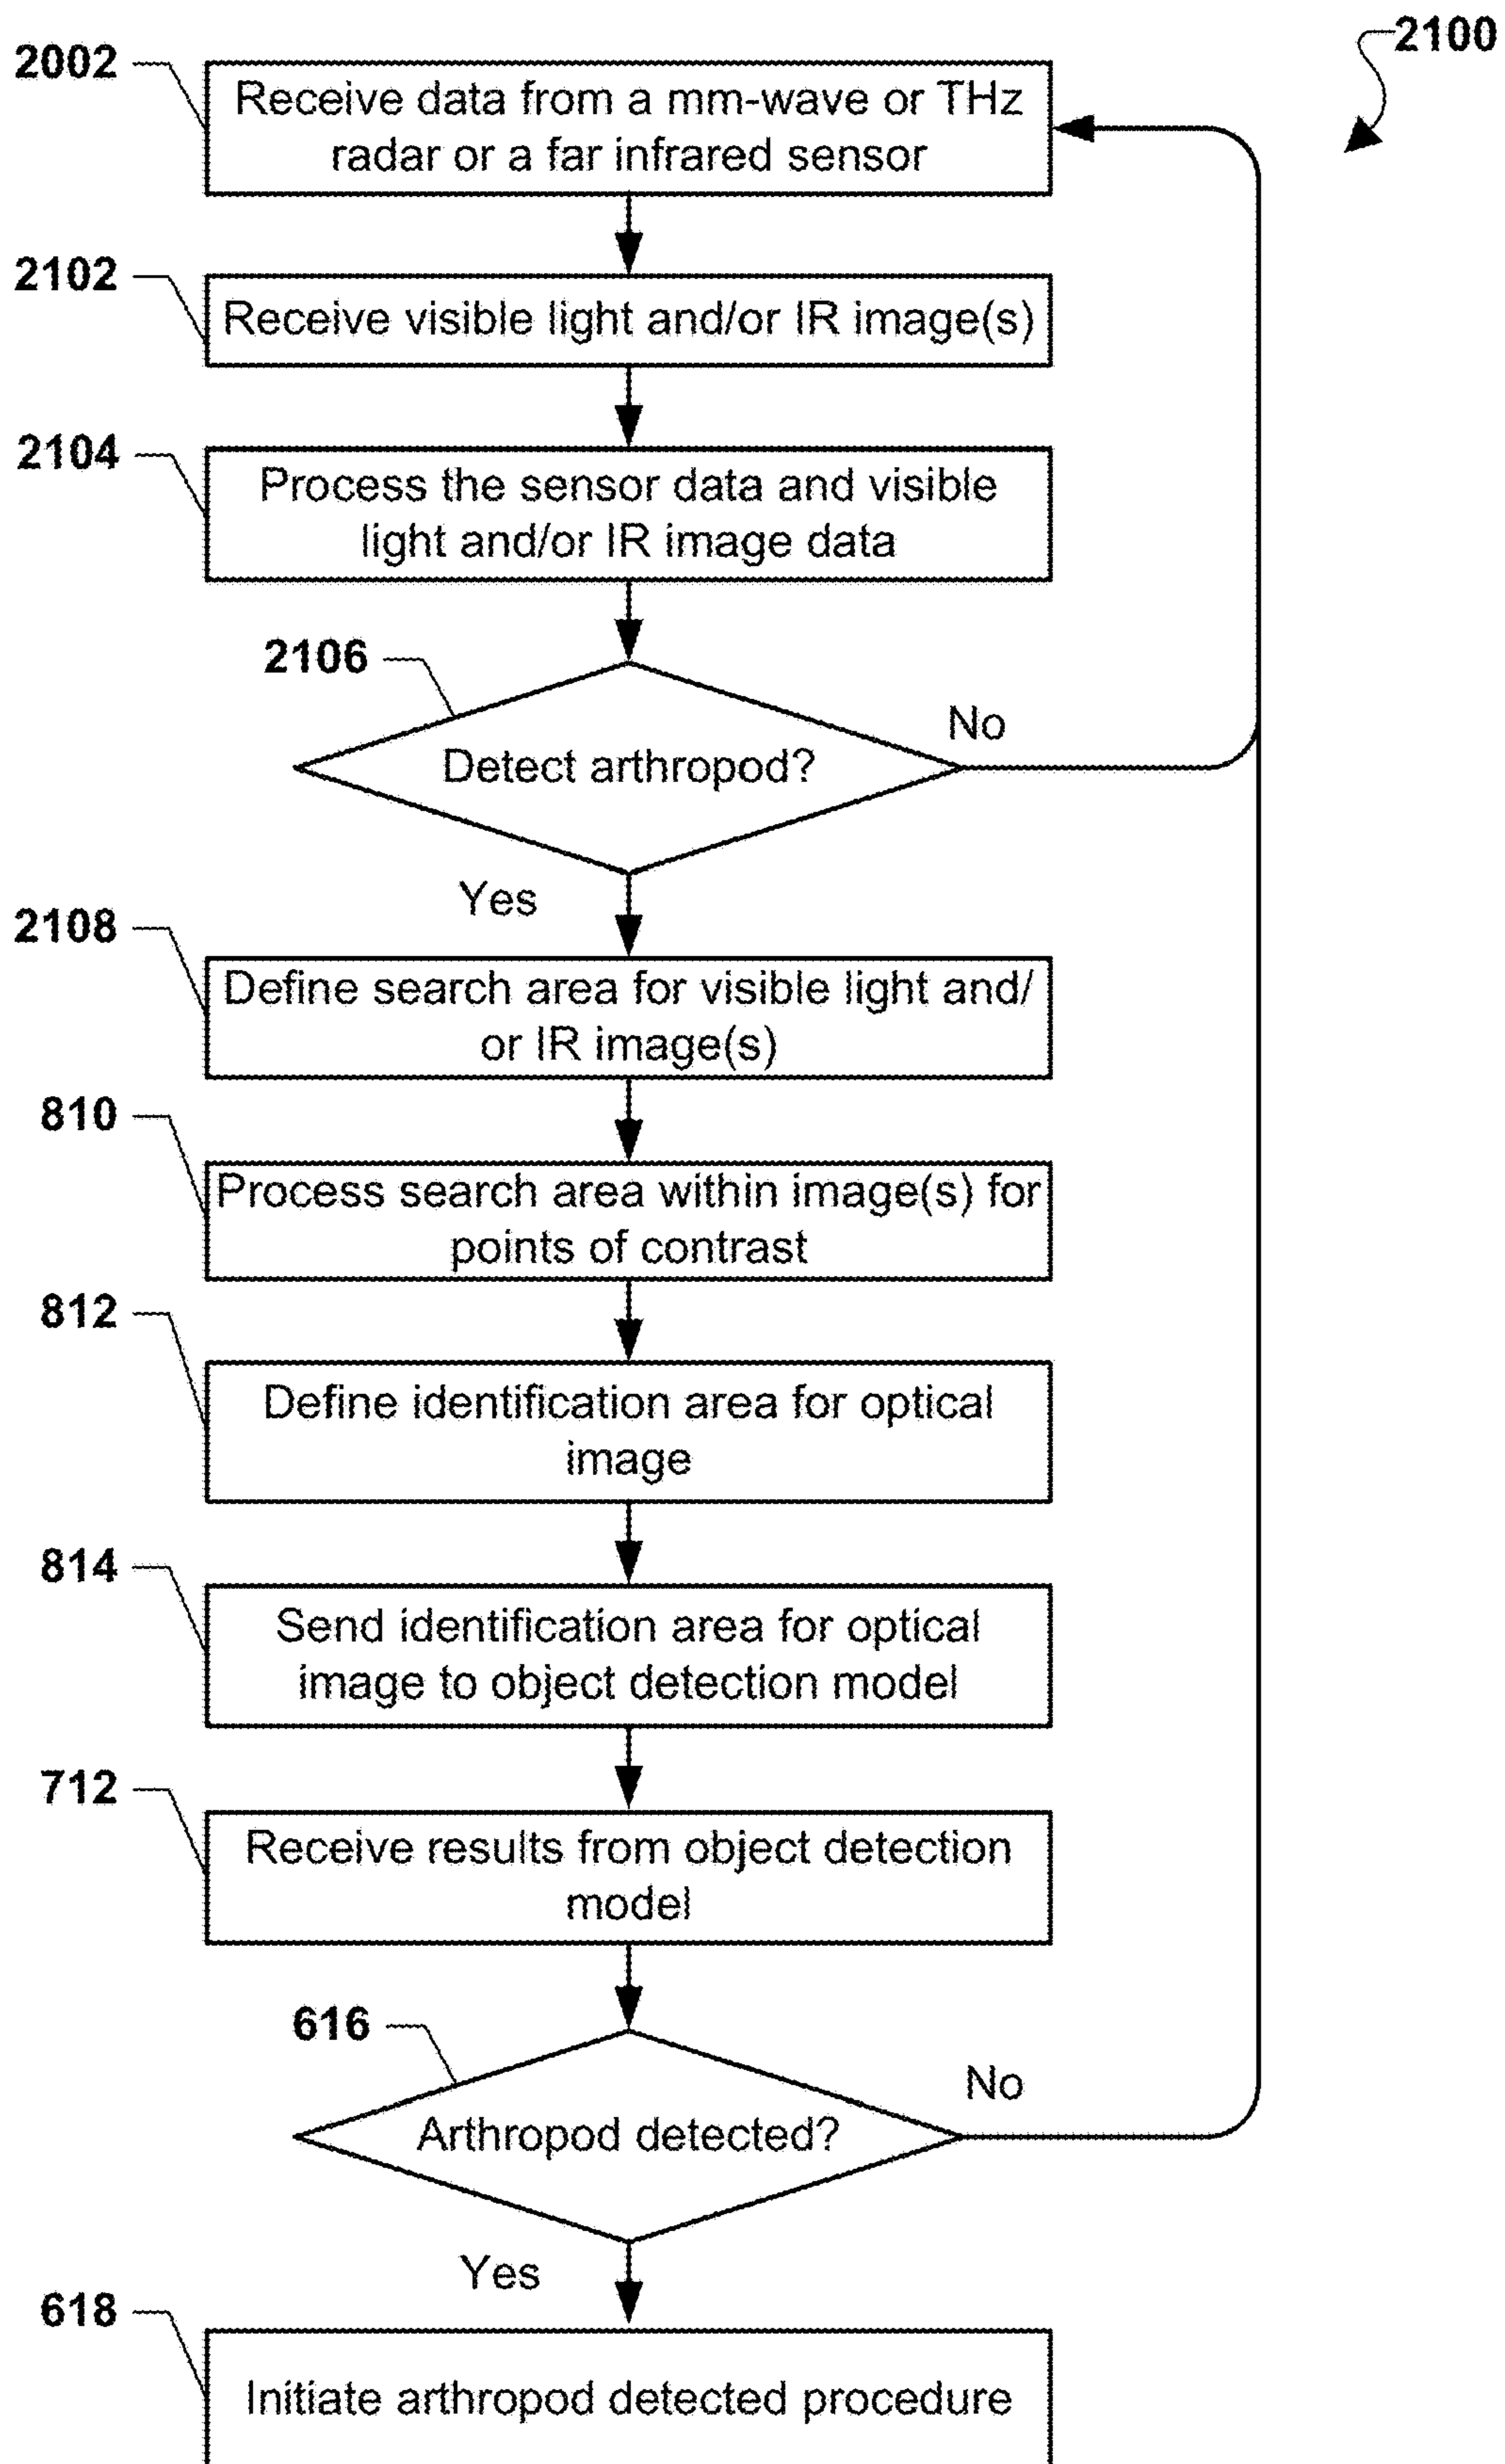 2100
2002
Receive data from a mm-wave or THz
radar or a far infrared sensor
2102
Receive visible light and/or IR image(s)
2104
Process the sensor data and visible
light and/or IR image data
2106
Detect arthropod?
No
Yes
2108
Define search area for visible light and/
or IR image(s)
810
Process search area within image(s) for
points of contrast
812
Define identification area for optical
image
814
Send identification area for optical
image to object detection model
712
Receive results from object detection
model
616
Arthropod detected?
No
Yes
618
Initiate arthropod detected procedure